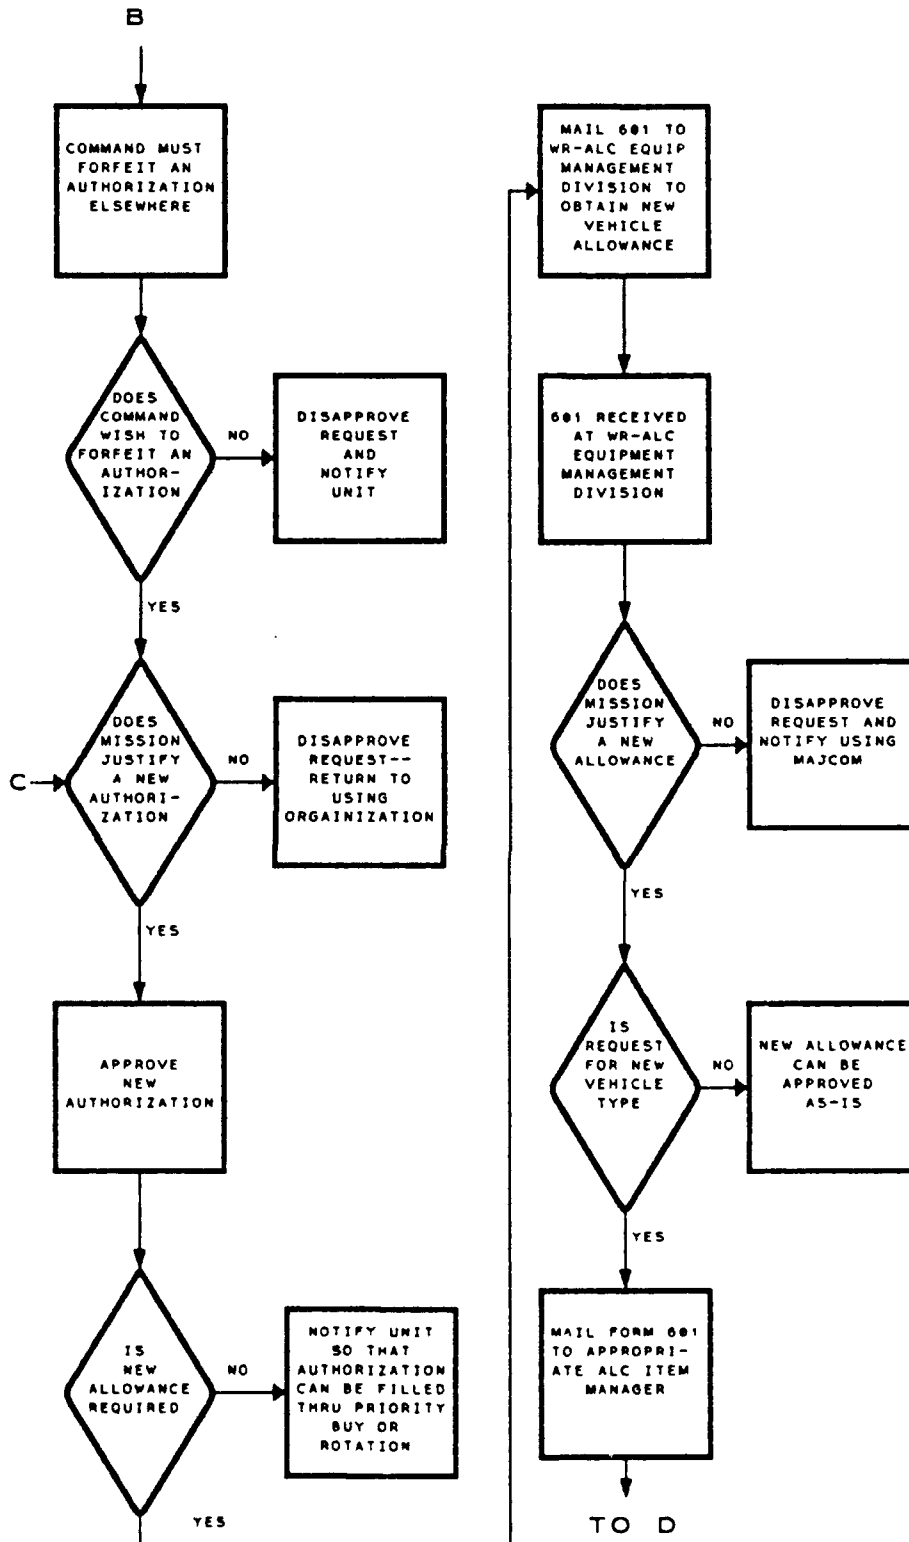 B
COMMAND MUST
FORFEIT AN
AUTHORIZATION
ELSEWHERE
DOES
COMMAND
WISH TO
FORFEIT AN
AUTHOR-
IZATION
NO
DISAPPROVE
REQUEST
AND
NOTIFY
UNIT
YES
C
DOES
MISSION
JUSTIFY
A NEW
AUTHORI-
ZATION
NO
DISAPPROVE
REQUEST--
RETURN TO
USING
ORGAINIZATION
YES
APPROVE
NEW
AUTHORIZATION
IS
NEW
ALLOWANCE
REQUIRED
NO
NOTIFY UNIT
SO THAT
AUTHORIZATION
CAN BE FILLED
THRU PRIORITY
BUY OR
ROTATION
YES
MAIL 601 TO
WR-ALC EQUIP
MANAGEMENT
DIVISION TO
OBTAIN NEW
VEHICLE
ALLOWANCE
601 RECEIVED
AT WR-ALC
EQUIPMENT
MANAGEMENT
DIVISION
DOES
MISSION
JUSTIFY
A NEW
ALLOWANCE
NO
DISAPPROVE
REQUEST AND
NOTIFY USING
MAJCOM
YES
IS
REQUEST
FOR NEW
VEHICLE
TYPE
NO
NEW ALLOWANCE
CAN BE
APPROVED
AS-IS
YES
MAIL FORM 601
TO APPROPRI-
ATE ALC ITEM
MANAGER
TO D